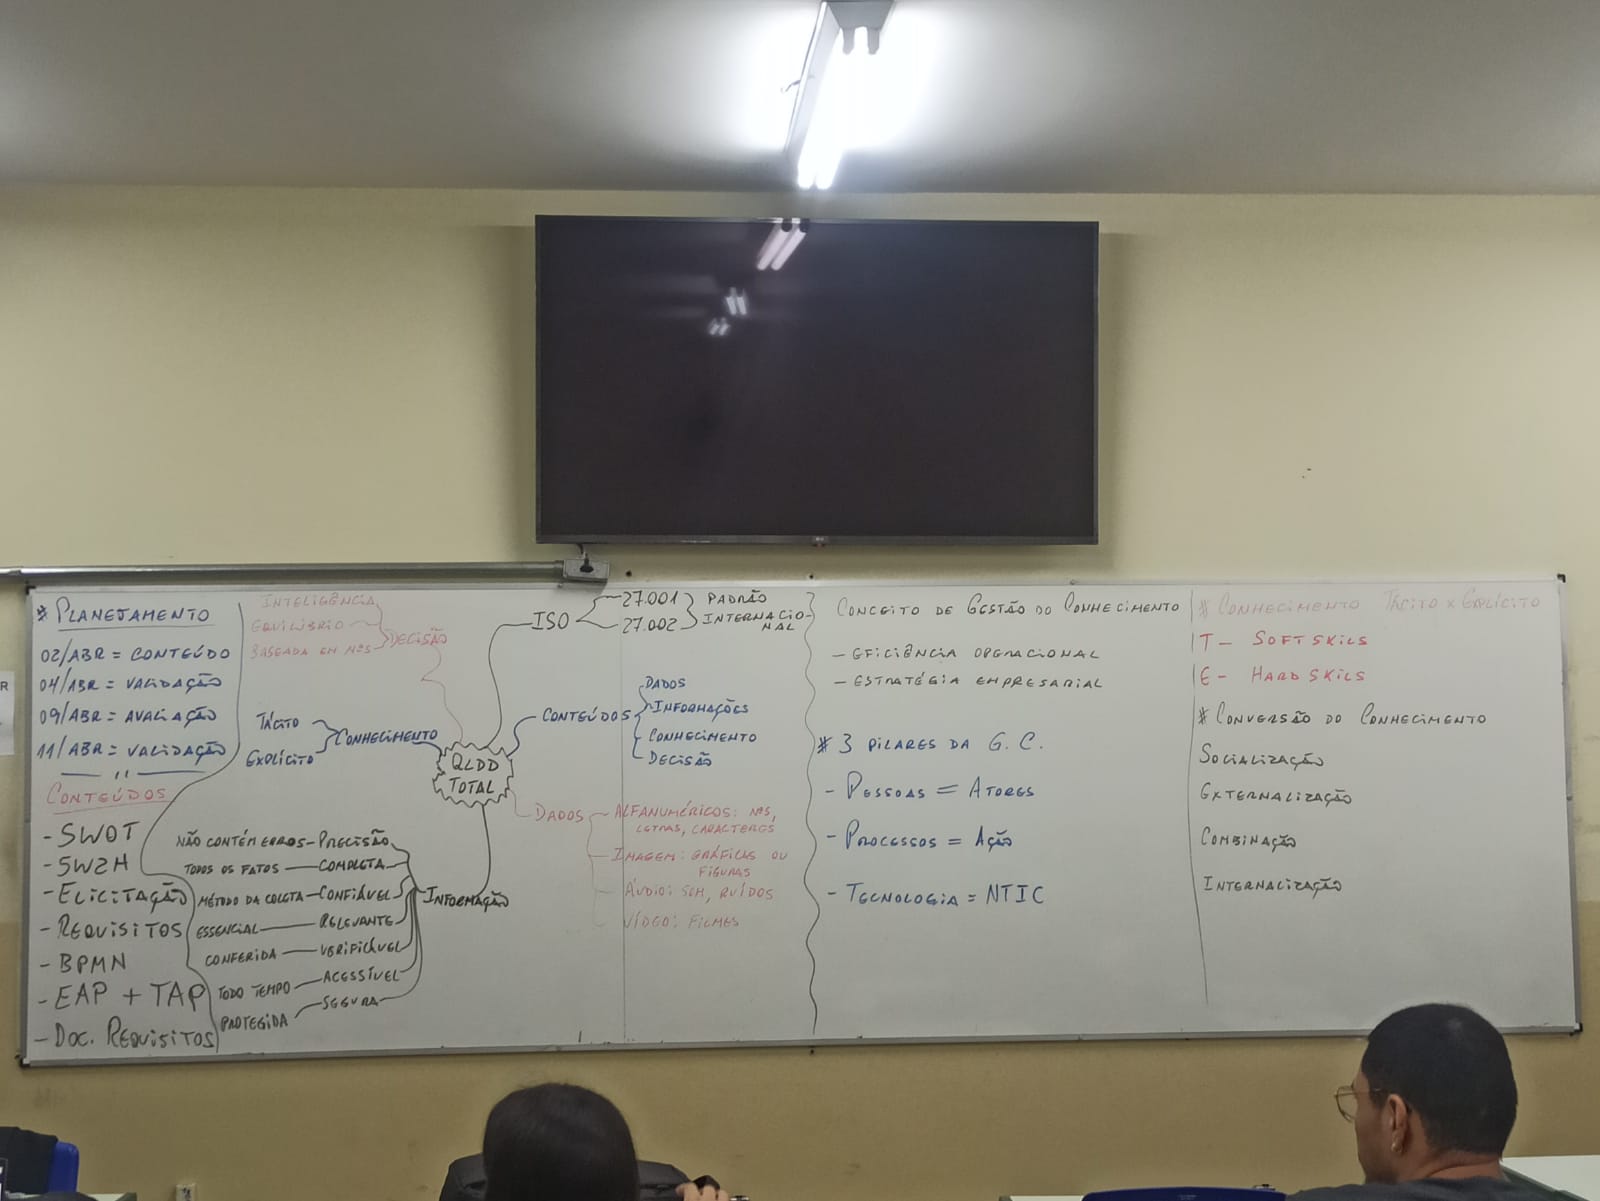 # PLANEJAMENTO
02/ABR = CONTEÚDO
04/ABR = VALIDAÇÃO
09/ABR = AVALIAÇÃO
11/ABR = VALIDAÇÃO
CONTEÚDOS
- SWOT
- 5W2H
- ELICITAÇÃO
- REQUISITOS
- BPMN
- EAP + TAP
- DOC. REQUISITOS
INTELIGÊNCIA
EQUILÍBRIO
BASEADA EM NºS
DECISÃO
TÁCITO
EXPLÍCITO
CONHECIMENTO
QLDD
TOTAL
NÃO CONTÉM ERROS - PRECISÃO
TODOS OS FATOS - COMPLETA
MÉTODO DA COLETA - CONFIÁVEL
ESSENCIAL - RELEVANTE
CONFERIDA - VERIFICÁVEL
TODO TEMPO - ACESSÍVEL
PROTEGIDA - SEGURA
INFORMAÇÃO
ISO
27.001
27.002
PADRÃO
INTERNACIO-
NAL
CONTEÚDOS
DADOS
INFORMAÇÕES
CONHECIMENTO
DECISÃO
DADOS
ALFANUMÉRICOS: NºS,
LETRAS, CARACTERES
IMAGEM: GRÁFICAS OU
FIGURAS
ÁUDIO: SOM, RUÍDOS
VÍDEO: FILMES
CONCEITO DE GESTÃO DO CONHECIMENTO
- EFICIÊNCIA OPERACIONAL
- ESTRATÉGIA EMPRESARIAL
# 3 PILARES DA G. C.
- PESSOAS = ATORES
- PROCESSOS = AÇÃO
- TECNOLOGIA = NTIC
# CONHECIMENTO TÁCITO X EXPLÍCITO
T - SOFT SKILS
E - HARD SKILS
# CONVERSÃO DO CONHECIMENTO
SOCIALIZAÇÃO
EXTERNALIZAÇÃO
COMBINAÇÃO
INTERNALIZAÇÃO